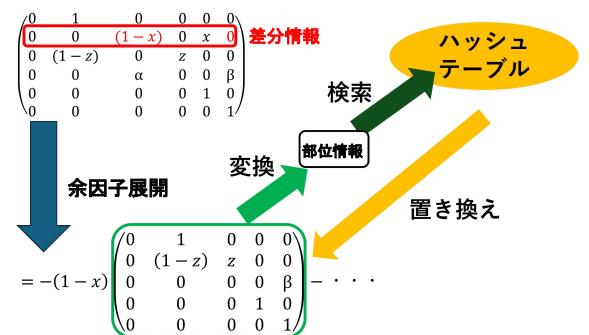 0 1 0 0 0 0
0 0 (1−x) 0 x 0 差分情報
0 (1−z) 0 z 0 0
0 0 α 0 0 β
0 0 0 0 1 0
0 0 0 0 0 1
ハッシュ
テーブル
検索
部位情報
変換
余因子展開
置き換え
0 1 0 0 0
0 (1−z) z 0 0
=−(1−x) 0 0 0 0 β −・・・
0 0 0 1 0
0 0 0 0 1